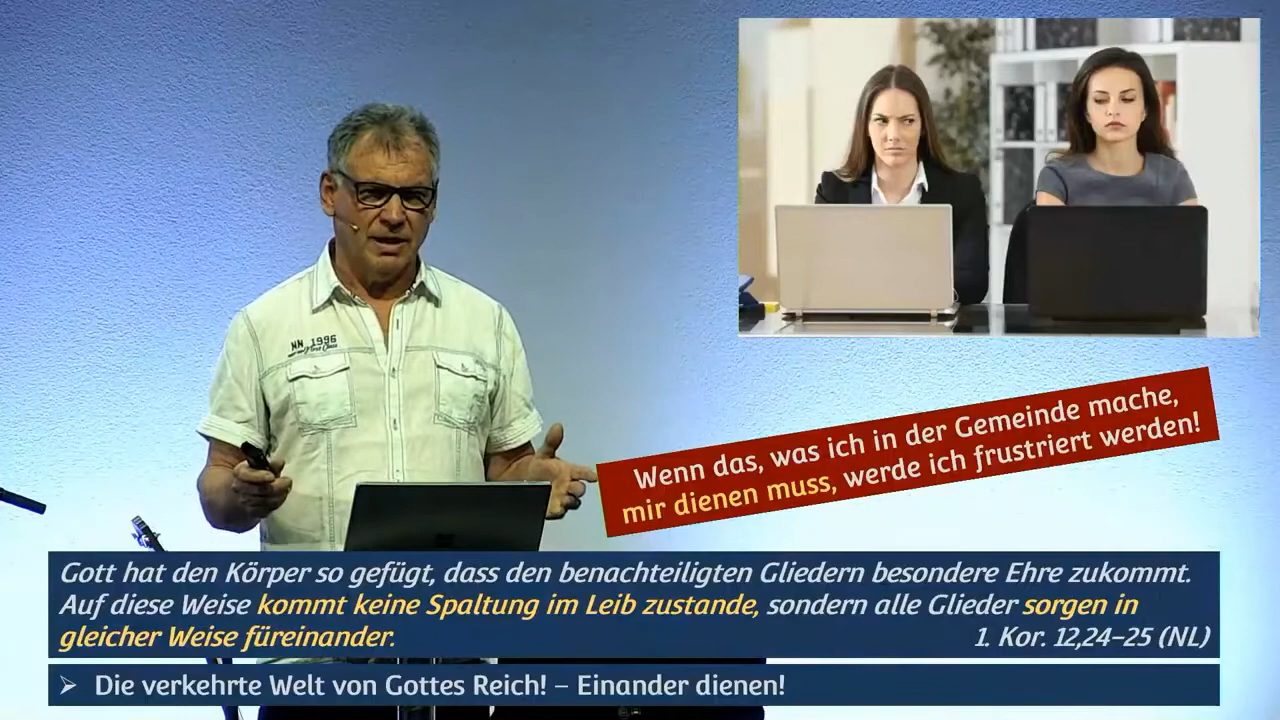 NN 1996
Wenn das, was ich in der Gemeinde mache,
mir dienen muss, werde ich frustriert werden!
Gott hat den Körper so gefügt, dass den benachteiligten Gliedern besondere Ehre zukommt.
Auf diese Weise kommt keine Spaltung im Leib zustande, sondern alle Glieder sorgen in
gleicher Weise füreinander. 1. Kor. 12,24–25 (NL)
➢ Die verkehrte Welt von Gottes Reich! – Einander dienen!